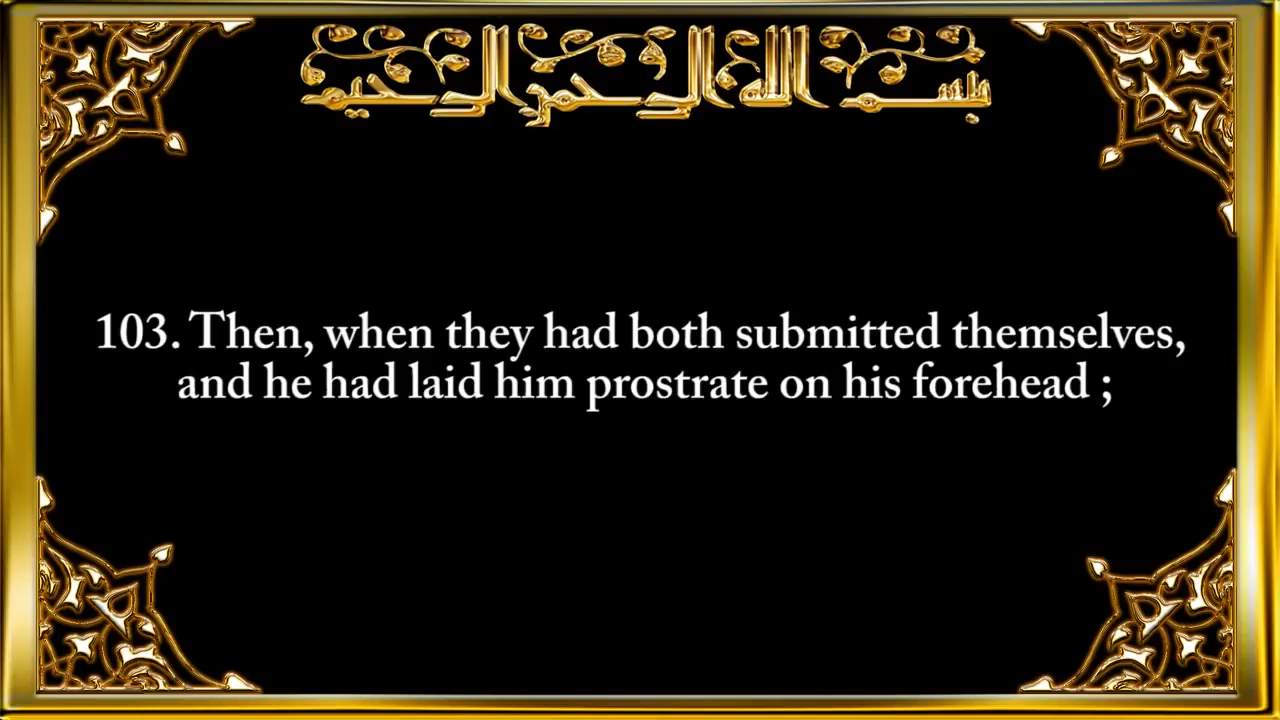 بسم الله الرحمن الرحيم
103. Then, when they had both submitted themselves,
and he had laid him prostrate on his forehead ;